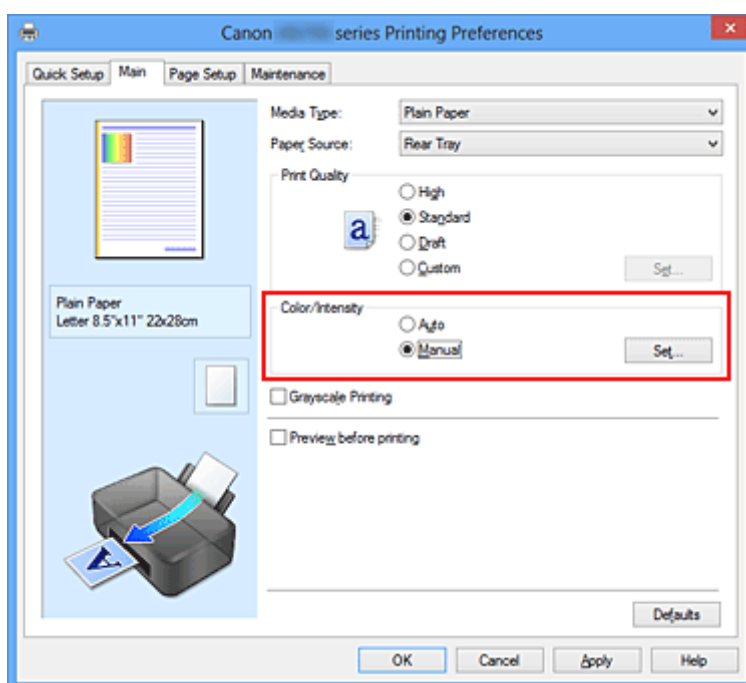 Canon series Printing Preferences
Quick Setup Main Page Setup Maintenance
Media Type: Plain Paper
Paper Source: Rear Tray
Print Quality
High
Standard
Draft
Custom
Set...
Plain Paper
Letter 8.5"x11" 22x28cm
Color/Intensity
Auto
Manual
Set...
Grayscale Printing
Preview before printing
Defaults
OK Cancel Apply Help